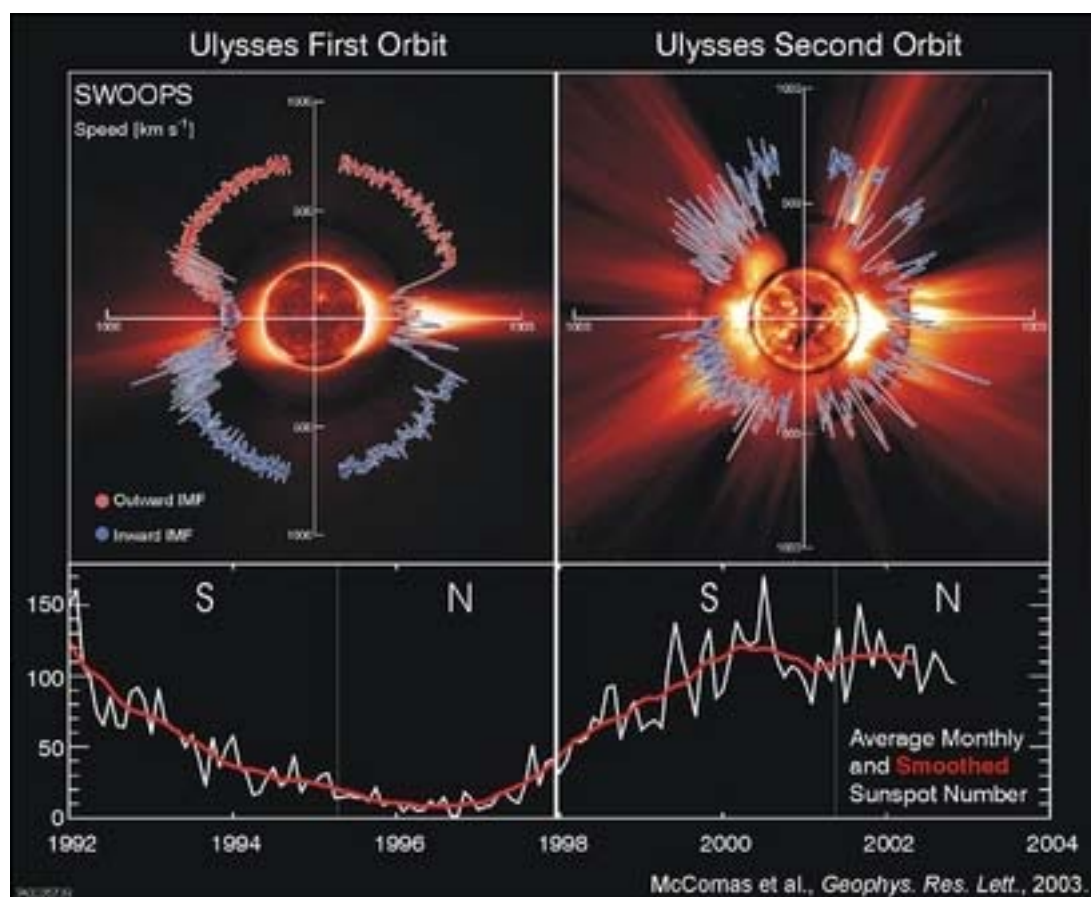 Ulysses First Orbit
Ulysses Second Orbit
SWOOPS
Speed [km s⁻¹]
1000
500
1000
500
1000
Outward IMF
Inward IMF
1000
500
1000
500
1000
150
100
50
0
S
N
S
N
Average Monthly
and Smoothed
Sunspot Number
1992
1994
1996
1998
2000
2002
2004
McComas et al., Geophys. Res. Lett., 2003.